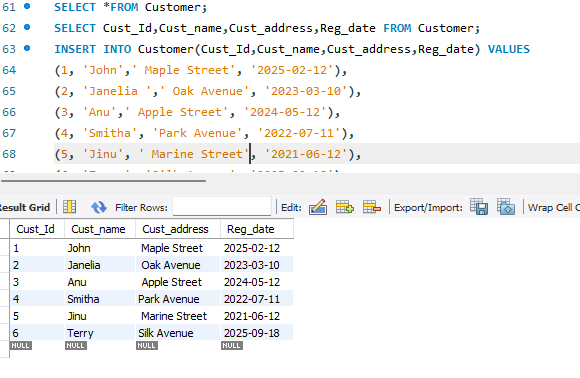 61 SELECT *FROM Customer;
62 SELECT Cust_Id,Cust_name,Cust_address,Reg_date FROM Customer;
63 INSERT INTO Customer(Cust_Id,Cust_name,Cust_address,Reg_date) VALUES
64 (1, 'John',' Maple Street', '2025-02-12'),
65 (2, 'Janelia ',' Oak Avenue', '2023-03-10'),
66 (3, 'Anu',' Apple Street', '2024-05-12'),
67 (4, 'Smitha', 'Park Avenue', '2022-07-11'),
68 (5, 'Jinu', ' Marine Street', '2021-06-12'),
Result Grid Filter Rows: Edit: Export/Import: Wrap Cell C
Cust_Id Cust_name Cust_address Reg_date
1 John Maple Street 2025-02-12
2 Janelia Oak Avenue 2023-03-10
3 Anu Apple Street 2024-05-12
4 Smitha Park Avenue 2022-07-11
5 Jinu Marine Street 2021-06-12
6 Terry Silk Avenue 2025-09-18
NULL NULL NULL NULL